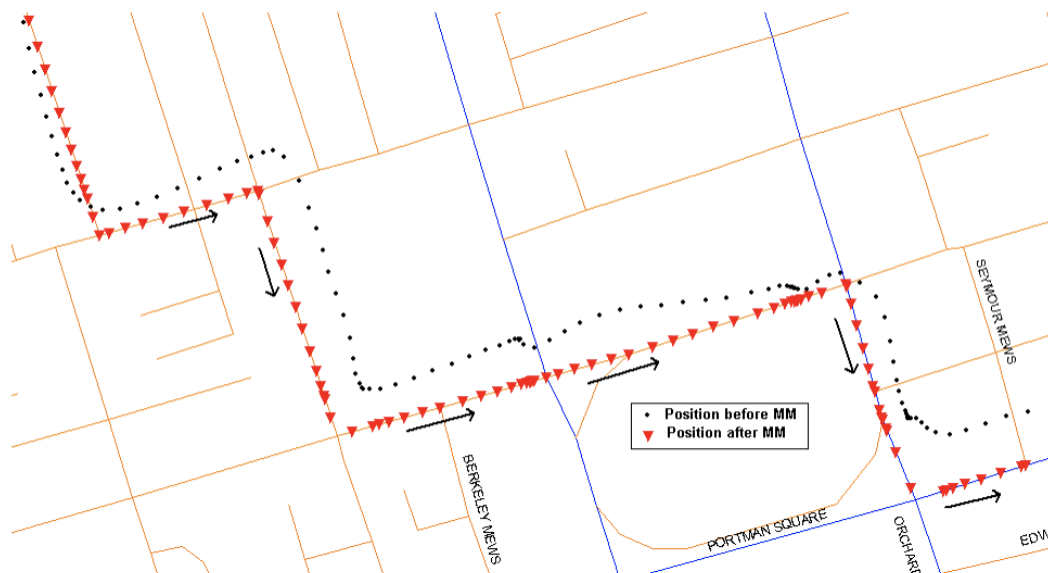 SEYMOUR MEWS
Position before MM
Position after MM
BERKELEY MEWS
PORTMAN SQUARE
ORCHARD
EDW